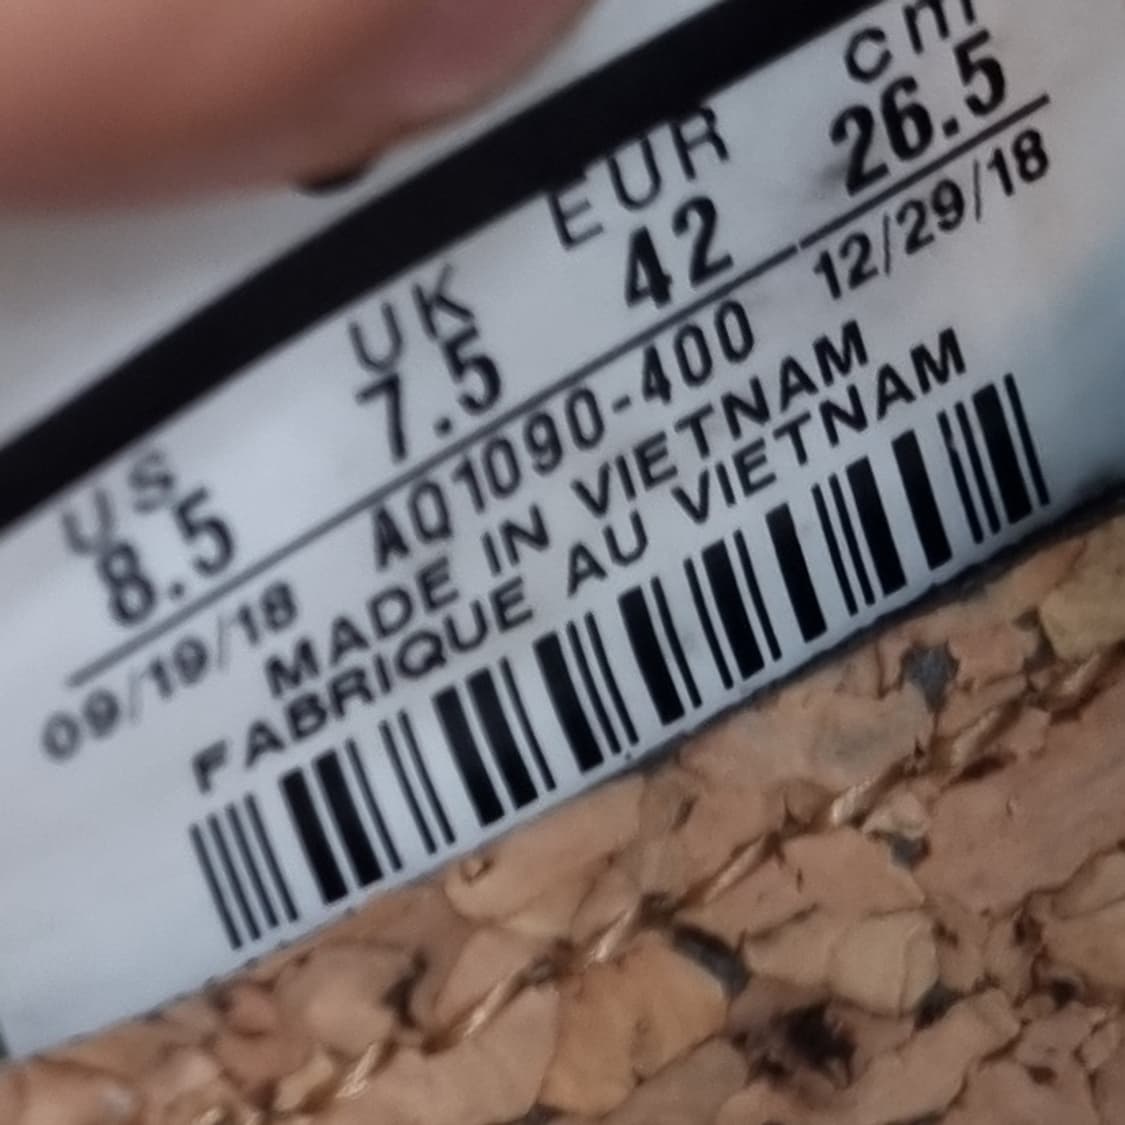 US UK EUR cm
8.5 7.5 42 26.5
09/19/18 AQ1090-400 12/29/18
MADE IN VIETNAM
FABRIQUE AU VIETNAM